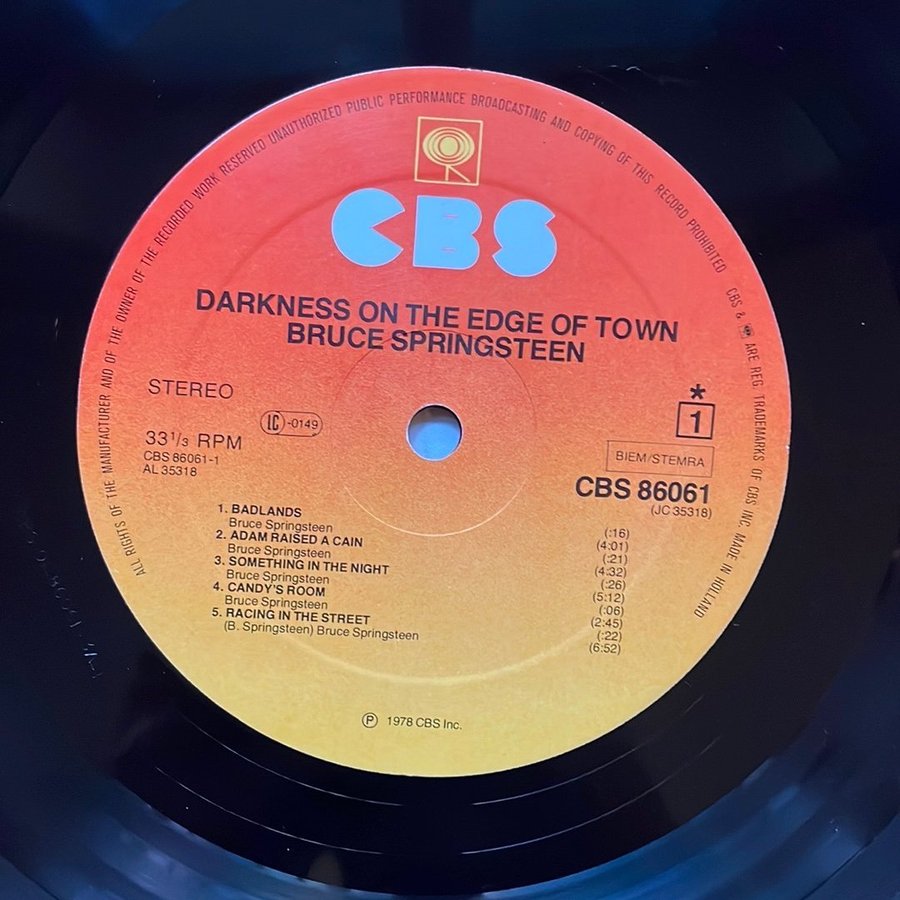 ALL RIGHTS OF THE MANUFACTURER AND OF THE OWNER OF THE RECORDED WORK RESERVED UNAUTHORIZED PUBLIC PERFORMANCE BROADCASTING AND COPYING OF THIS RECORD PROHIBITED CBS & ARE REG. TRADEMARKS OF CBS INC. MADE IN HOLLAND
CBS
DARKNESS ON THE EDGE OF TOWN
BRUCE SPRINGSTEEN
STEREO
LC-0149
33 1/3 RPM
CBS 86061-1
AL 35318
*
1
BIEM/STEMRA
CBS 86061
(JC 35318)
1. BADLANDS (:16)
Bruce Springsteen (4:01)
2. ADAM RAISED A CAIN (:21)
Bruce Springsteen (4:32)
3. SOMETHING IN THE NIGHT (:26)
Bruce Springsteen (5:12)
4. CANDY'S ROOM (:06)
Bruce Springsteen (2:45)
5. RACING IN THE STREET (:22)
(B. Springsteen) Bruce Springsteen (6:52)
Ⓟ 1978 CBS Inc.